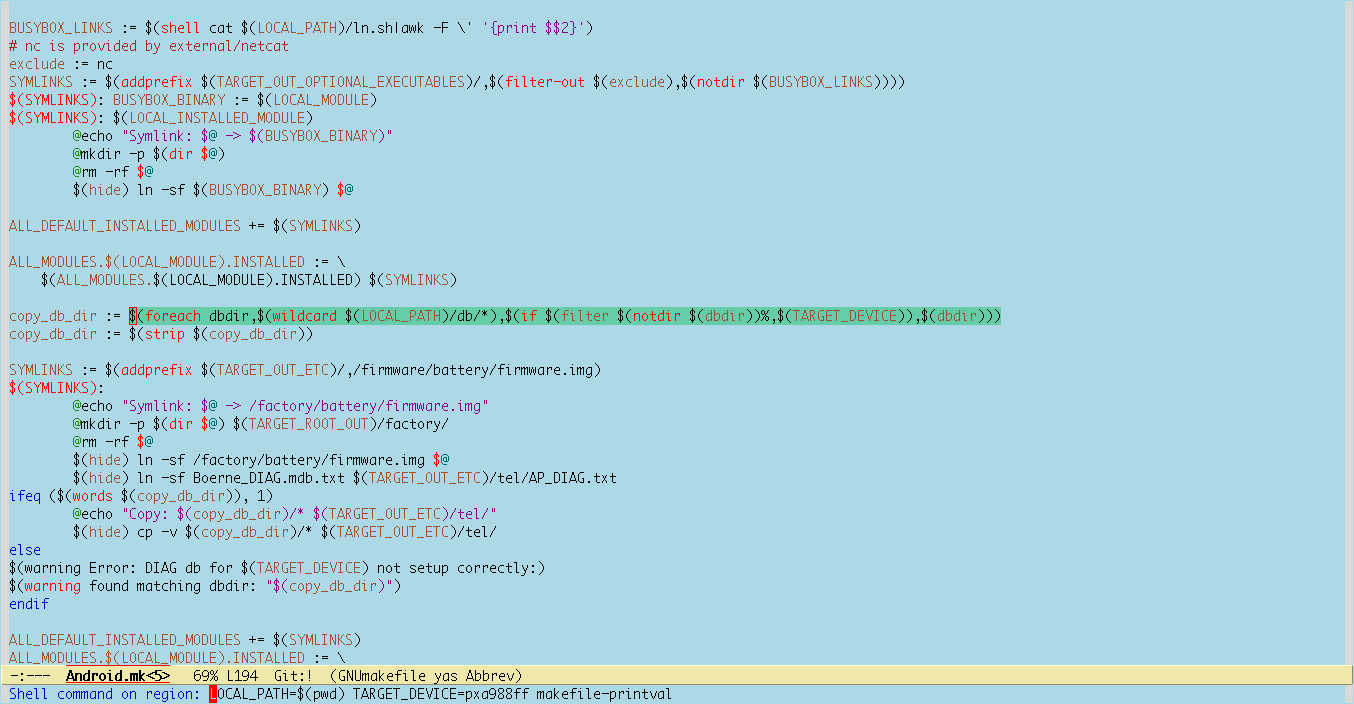 BUSYBOX_LINKS := $(shell cat $(LOCAL_PATH)/ln.sh|awk -F \' '{print $$2}')
# nc is provided by external/netcat
exclude := nc
SYMLINKS := $(addprefix $(TARGET_OUT_OPTIONAL_EXECUTABLES)/,$(filter-out $(exclude),$(notdir $(BUSYBOX_LINKS))))
$(SYMLINKS): BUSYBOX_BINARY := $(LOCAL_MODULE)
$(SYMLINKS): $(LOCAL_INSTALLED_MODULE)
        @echo "Symlink: $@ -> $(BUSYBOX_BINARY)"
        @mkdir -p $(dir $@)
        @rm -rf $@
        $(hide) ln -sf $(BUSYBOX_BINARY) $@
ALL_DEFAULT_INSTALLED_MODULES += $(SYMLINKS)
ALL_MODULES.$(LOCAL_MODULE).INSTALLED := \
    $(ALL_MODULES.$(LOCAL_MODULE).INSTALLED) $(SYMLINKS)
copy_db_dir := $(foreach dbdir,$(wildcard $(LOCAL_PATH)/db/*),$(if $(filter $(notdir $(dbdir))%,$(TARGET_DEVICE)),$(dbdir)))
copy_db_dir := $(strip $(copy_db_dir))
SYMLINKS := $(addprefix $(TARGET_OUT_ETC)/,/firmware/battery/firmware.img)
$(SYMLINKS):
        @echo "Symlink: $@ -> /factory/battery/firmware.img"
        @mkdir -p $(dir $@) $(TARGET_ROOT_OUT)/factory/
        @rm -rf $@
        $(hide) ln -sf /factory/battery/firmware.img $@
        $(hide) ln -sf Boerne_DIAG.mdb.txt $(TARGET_OUT_ETC)/tel/AP_DIAG.txt
ifeq ($(words $(copy_db_dir)), 1)
        @echo "Copy: $(copy_db_dir)/* $(TARGET_OUT_ETC)/tel/"
        $(hide) cp -v $(copy_db_dir)/* $(TARGET_OUT_ETC)/tel/
else
$(warning Error: DIAG db for $(TARGET_DEVICE) not setup correctly:)
$(warning found matching dbdir: "$(copy_db_dir)")
endif
ALL_DEFAULT_INSTALLED_MODULES += $(SYMLINKS)
ALL_MODULES.$(LOCAL_MODULE).INSTALLED := \
-:---  Android.mk<5>   69% L194  Git:!  (GNUmakefile yas Abbrev)
Shell command on region: LOCAL_PATH=$(pwd) TARGET_DEVICE=pxa988ff makefile-printval